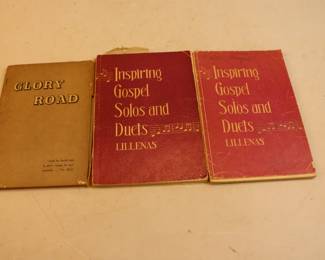 GLORY
ROAD
Inspiring
Gospel
Solos and
Duets
LILLENAS
Inspiring
Gospel
Solos and
Duets
LILLENAS